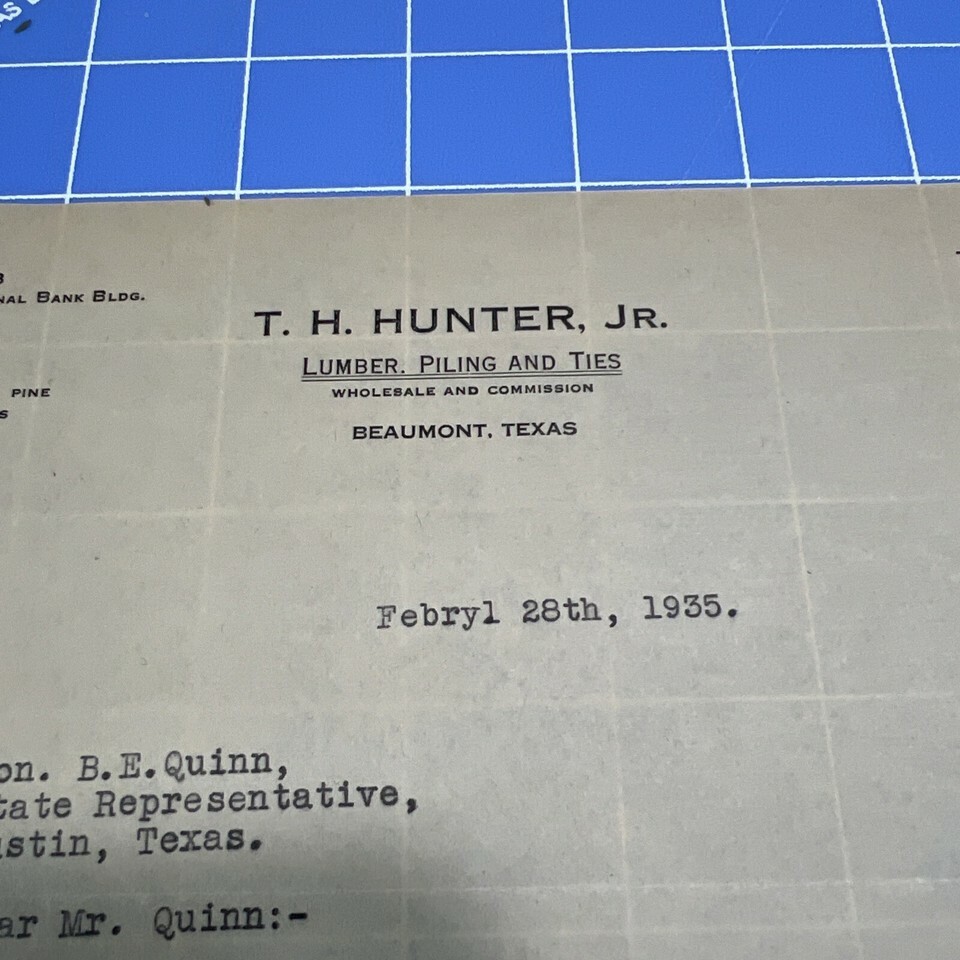 NAL BANK BLDG.
T. H. HUNTER, JR.
LUMBER. PILING AND TIES
PINE
WHOLESALE AND COMMISSION
BEAUMONT, TEXAS
Febryl 28th, 1935.
on. B.E.Quinn,
tate Representative,
ustin, Texas.
ar Mr. Quinn:-